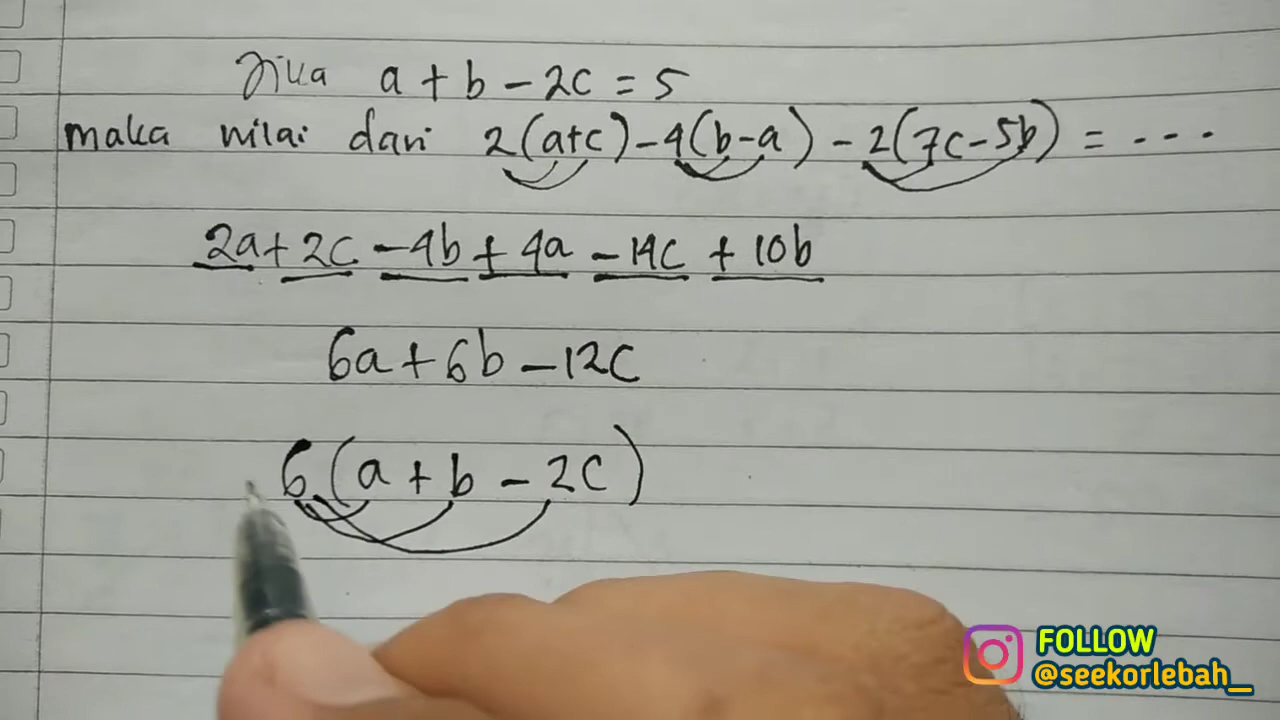 Jika a + b - 2c = 5
maka nilai dari 2(a+c) - 4(b-a) - 2(7c-5b) = ...
2a + 2c - 4b + 4a - 14c + 10b
6a + 6b - 12c
6(a + b - 2c)
FOLLOW
@seekorlebah_